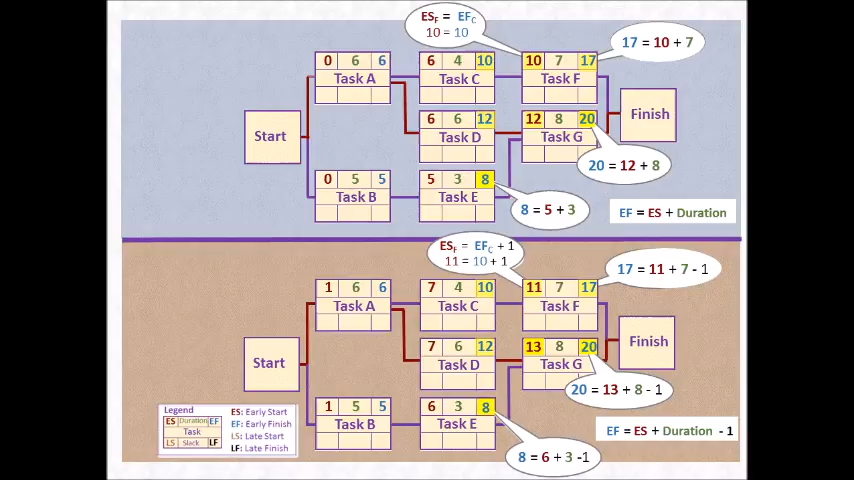 ES_F = EF_C
10 = 10
17 = 10 + 7
0 6 6
Task A
6 4 10
Task C
10 7 17
Task F
Start
6 6 12
Task D
12 8 20
Task G
Finish
20 = 12 + 8
0 5 5
Task B
5 3 8
Task E
8 = 5 + 3
EF = ES + Duration
ES_F = EF_C + 1
11 = 10 + 1
17 = 11 + 7 - 1
1 6 6
Task A
7 4 10
Task C
11 7 17
Task F
Start
7 6 12
Task D
13 8 20
Task G
Finish
20 = 13 + 8 - 1
1 5 5
Task B
6 3 8
Task E
8 = 6 + 3 -1
EF = ES + Duration - 1
Legend
ES Duration EF
Task
LS Slack LF
ES: Early Start
EF: Early Finish
LS: Late Start
LF: Late Finish